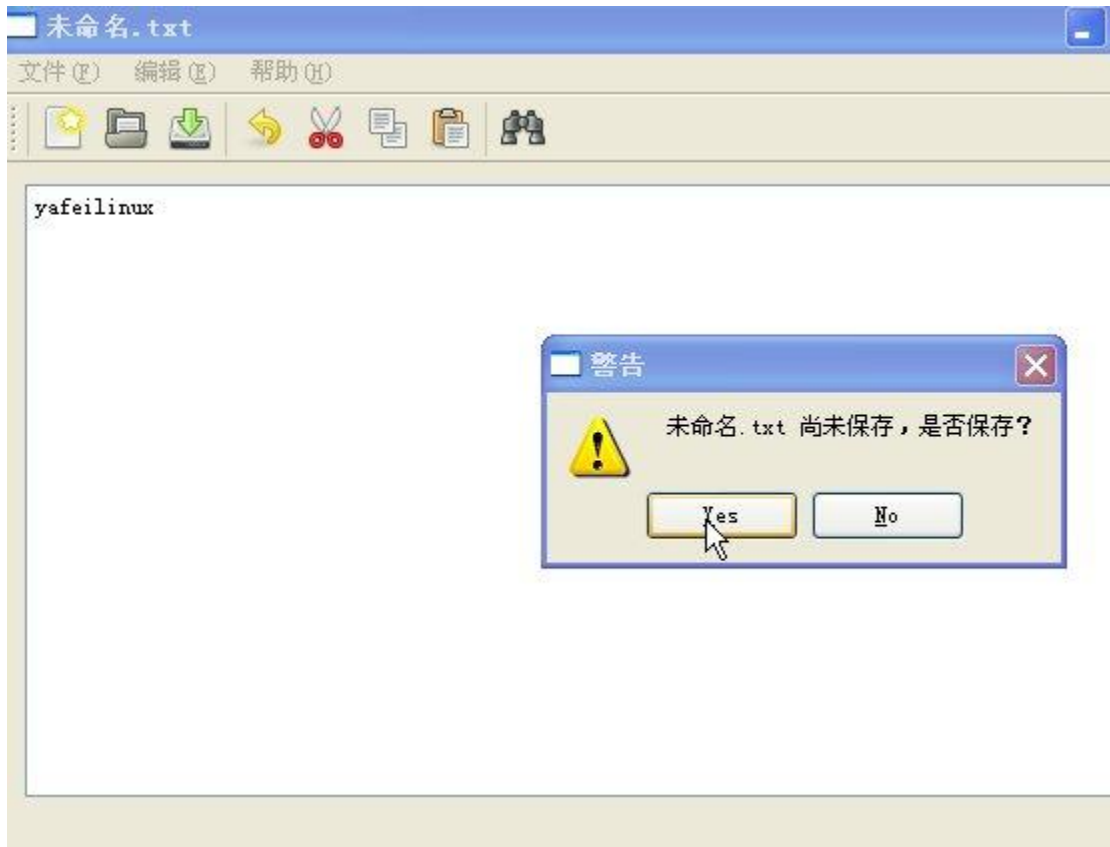 未命名.txt
文件(F) 编辑(E) 帮助(H)
yafeilinux
警告
未命名.txt 尚未保存，是否保存？
Yes No